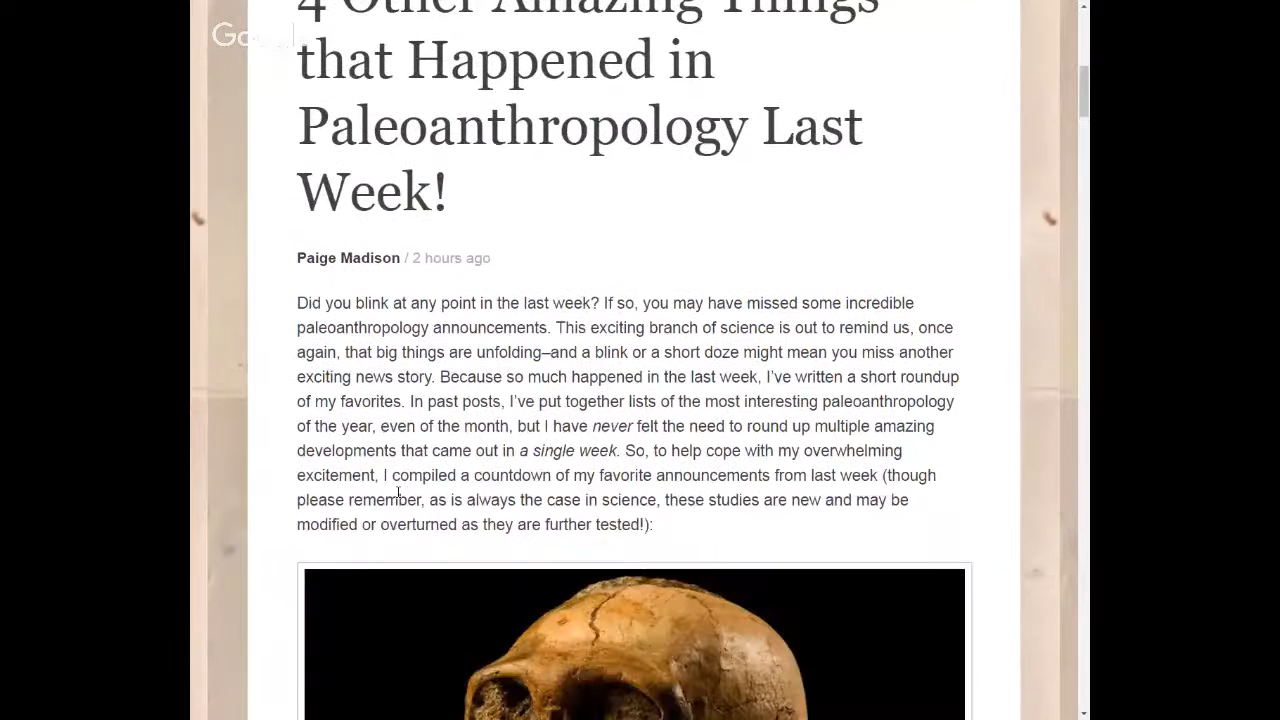 4 Other Amazing Things
that Happened in
Paleoanthropology Last
Week!
Paige Madison / 2 hours ago
Did you blink at any point in the last week? If so, you may have missed some incredible
paleoanthropology announcements. This exciting branch of science is out to remind us, once
again, that big things are unfolding–and a blink or a short doze might mean you miss another
exciting news story. Because so much happened in the last week, I’ve written a short roundup
of my favorites. In past posts, I’ve put together lists of the most interesting paleoanthropology
of the year, even of the month, but I have never felt the need to round up multiple amazing
developments that came out in a single week. So, to help cope with my overwhelming
excitement, I compiled a countdown of my favorite announcements from last week (though
please remember, as is always the case in science, these studies are new and may be
modified or overturned as they are further tested!):